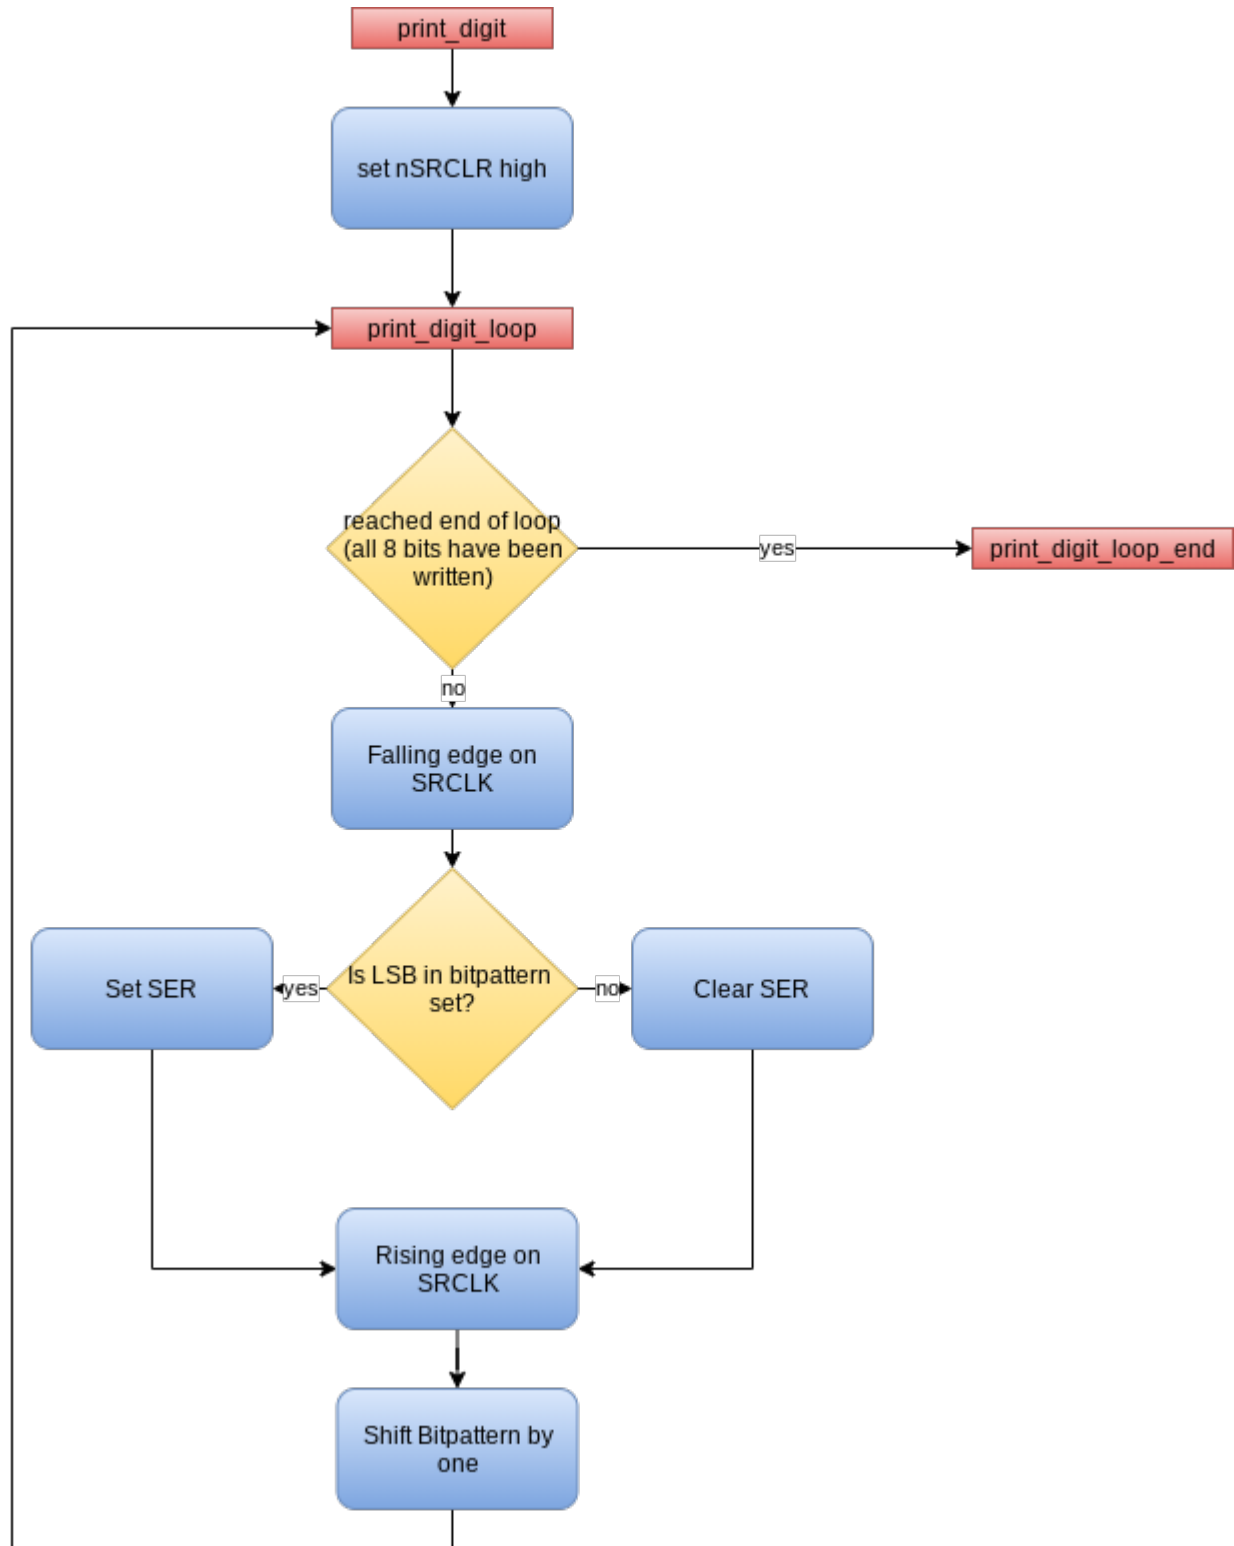 print_digit
set nSRCLR high
print_digit_loop
reached end of loop
(all 8 bits have been
written)
yes
print_digit_loop_end
no
Falling edge on
SRCLK
Set SER
yes
Is LSB in bitpattern
set?
no
Clear SER
Rising edge on
SRCLK
Shift Bitpattern by
one